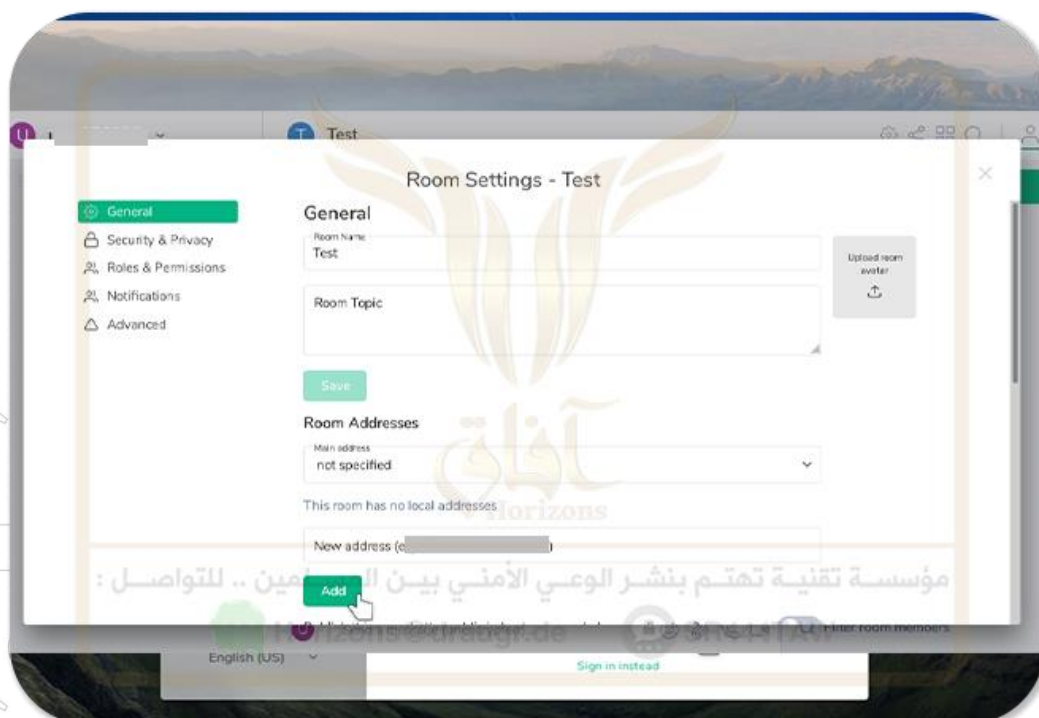 Test
Room Settings - Test
General
Security & Privacy
Roles & Permissions
Notifications
Advanced
General
Room Name
Test
Upload room
avatar
Room Topic
Save
Room Addresses
Main address
not specified
This room has no local addresses
آفاق
Horizons
New address (e
مؤسسة تقنية تهتم بنشر الوعي الأمني بين المسلمين .. للتواصل :
Add
Filter room members
English (US)
Sign in instead